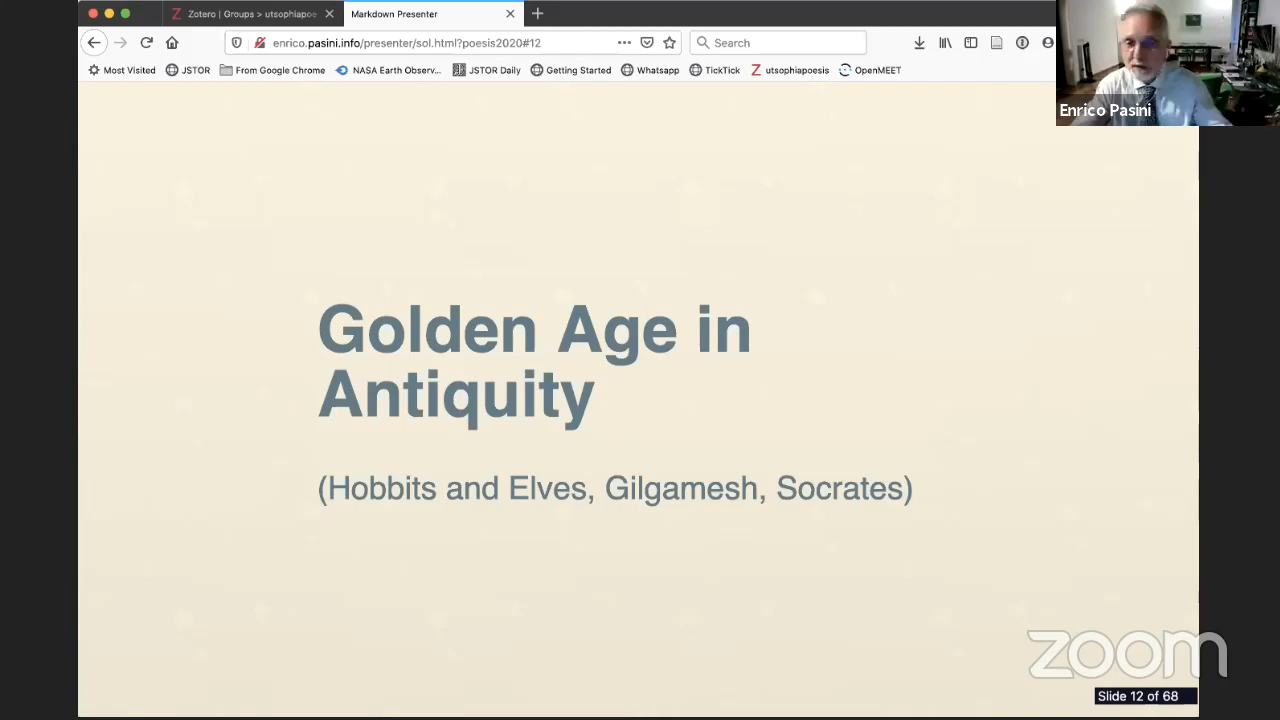 Zotero | Groups > utsophiapoe
Markdown Presenter
enrico.pasini.info/presenter/sol.html?poesis2020#12
Search
Most Visited
JSTOR
From Google Chrome
NASA Earth Observ...
JSTOR Daily
Getting Started
Whatsapp
TickTick
utsophiapoesis
OpenMEET
Enrico Pasini
Golden Age in
Antiquity
(Hobbits and Elves, Gilgamesh, Socrates)
zoom
Slide 12 of 68